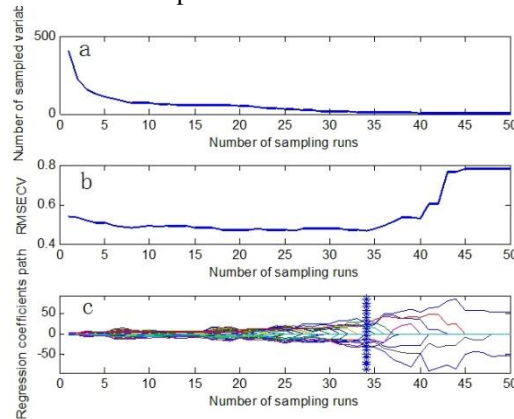 Number of sampled variab
500
0
a
0 5 10 15 20 25 30 35 40 45 50
Number of sampling runs
RMSECV
0.8
0.6
0.4
b
0 5 10 15 20 25 30 35 40 45 50
Number of sampling runs
Regression coefficients path
50
0
-50
c
0 5 10 15 20 25 30 35 40 45 50
Number of sampling runs